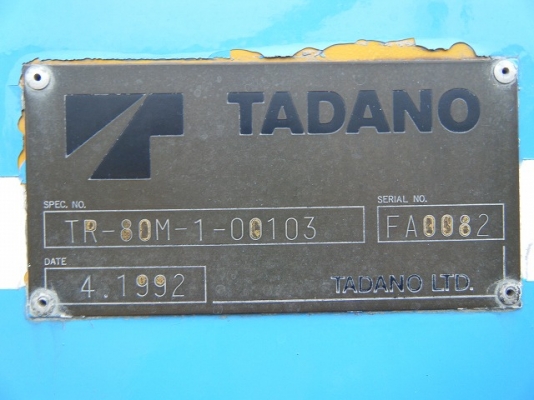 TADANO
SPEC. NO. SERIAL NO.
TR-80M-1-00103 FA0082
DATE
4.1992
TADANO LTD.